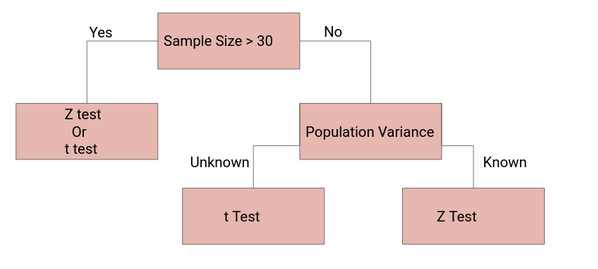 Yes
Sample Size > 30
No
Z test
Or
t test
Population Variance
Unknown
Known
t Test
Z Test